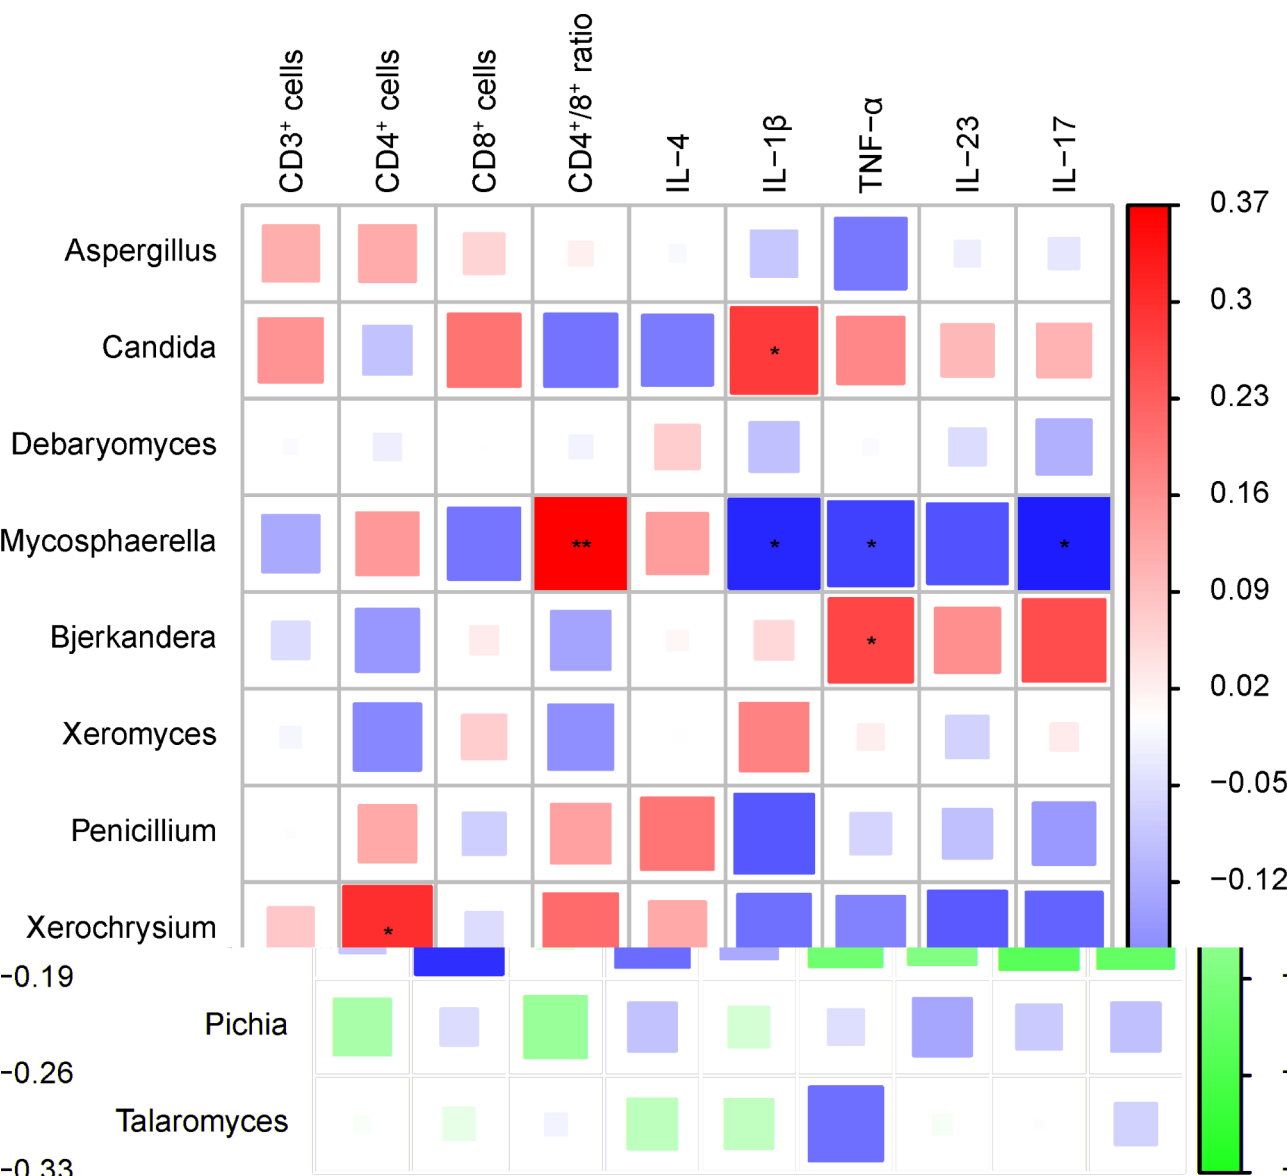 CD3⁺ cells
CD4⁺ cells
CD8⁺ cells
CD4⁺/8⁺ ratio
IL−4
IL−1β
TNF−α
IL−23
IL−17
0.37
Aspergillus
0.3
Candida
0.23
Debaryomyces
0.16
Mycosphaerella
**
*
*
*
0.09
Bjerkandera
*
0.02
Xeromyces
−0.05
Penicillium
−0.12
Xerochrysium
*
Candida
*
−0.19
Pichia
−0.26
Talaromyces
−0.33